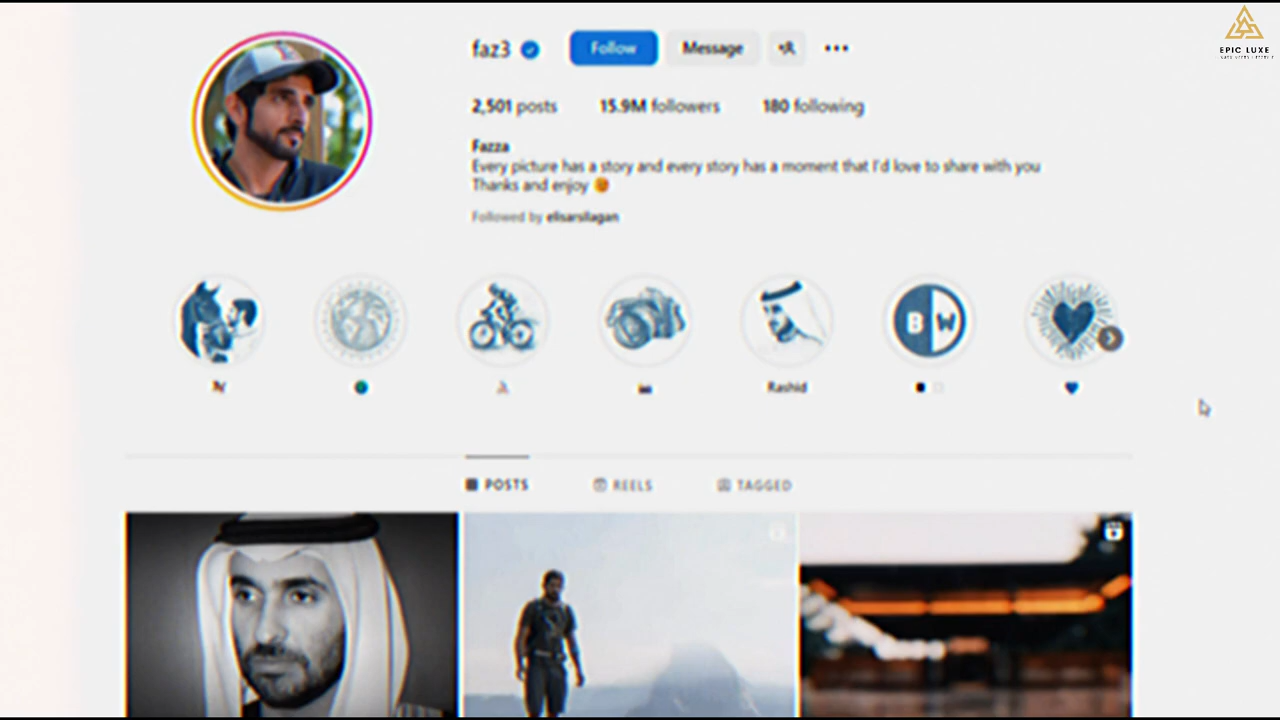 EPIC LUXE
faz3
Follow
Message
2,501 posts
15.9M followers
180 following
Fazza
Every picture has a story and every story has a moment that I'd love to share with you
Thanks and enjoy
Followed by elisarsilagan
B W
Rashid
POSTS
REELS
TAGGED